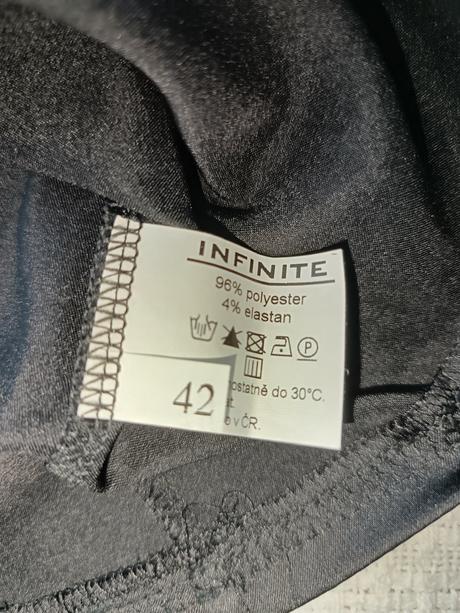 INFINITE
96% polyester
4% elastan
P
ostatně do 30°C.
42
v ČR.